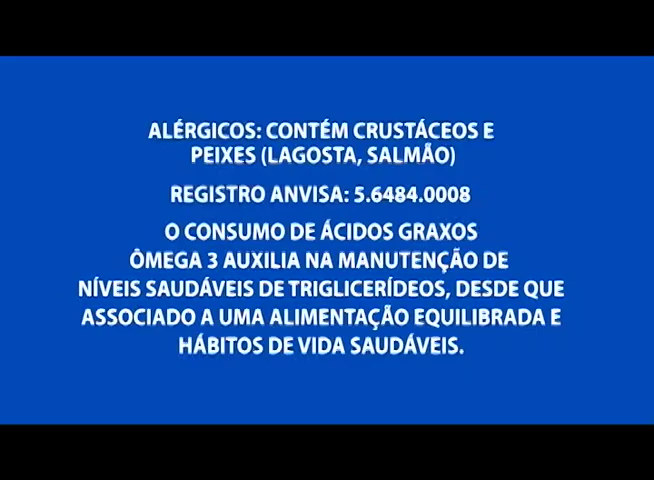 ALÉRGICOS: CONTÉM CRUSTÁCEOS E
PEIXES (LAGOSTA, SALMÃO)
REGISTRO ANVISA: 5.6484.0008
O CONSUMO DE ÁCIDOS GRAXOS
ÔMEGA 3 AUXILIA NA MANUTENÇÃO DE
NÍVEIS SAUDÁVEIS DE TRIGLICERÍDEOS, DESDE QUE
ASSOCIADO A UMA ALIMENTAÇÃO EQUILIBRADA E
HÁBITOS DE VIDA SAUDÁVEIS.